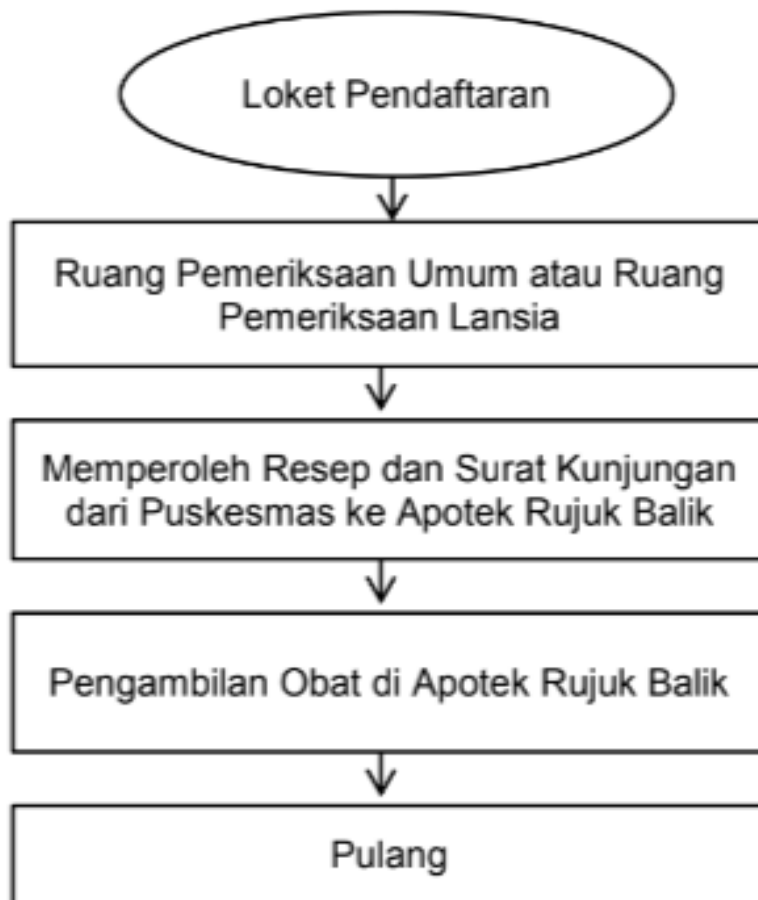 Loket Pendaftaran
Ruang Pemeriksaan Umum atau Ruang
Pemeriksaan Lansia
Memperoleh Resep dan Surat Kunjungan
dari Puskesmas ke Apotek Rujuk Balik
Pengambilan Obat di Apotek Rujuk Balik
Pulang